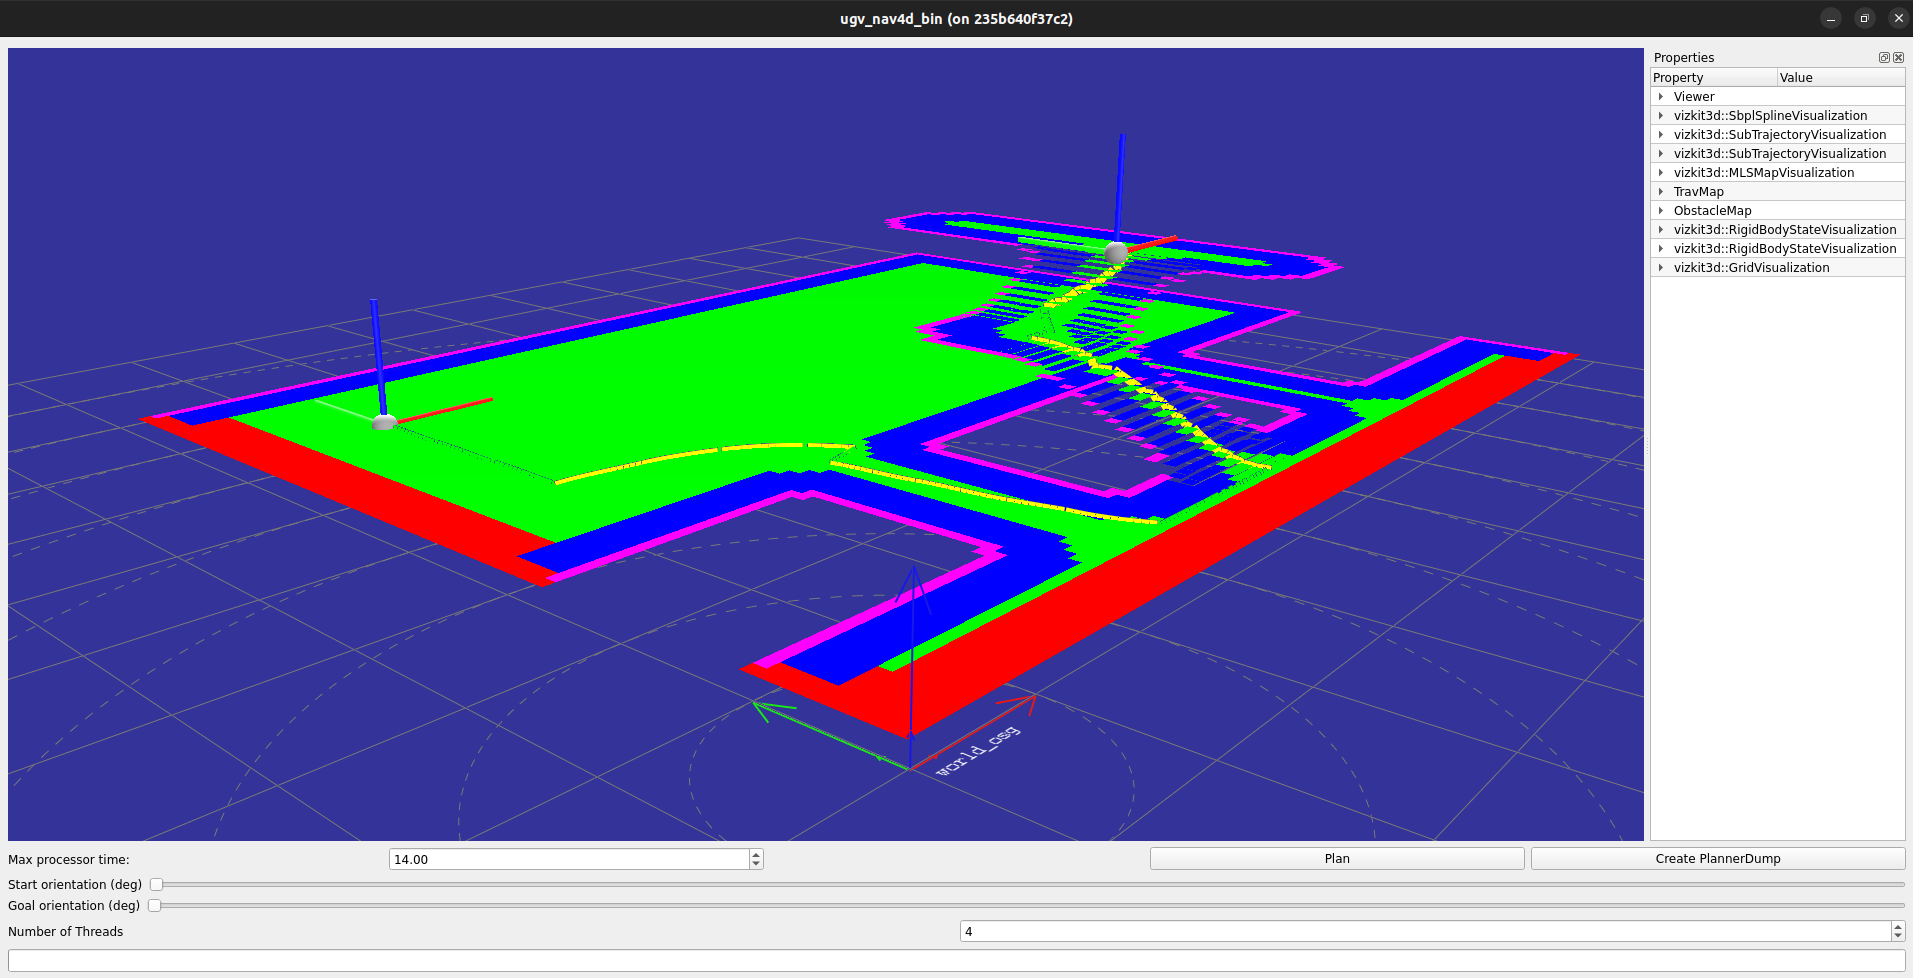 ugv_nav4d_bin (on 235b640f37c2)
Properties
Property Value
Viewer
vizkit3d::SbplSplineVisualization
vizkit3d::SubTrajectoryVisualization
vizkit3d::SubTrajectoryVisualization
vizkit3d::MLSMapVisualization
TravMap
ObstacleMap
vizkit3d::RigidBodyStateVisualization
vizkit3d::RigidBodyStateVisualization
vizkit3d::GridVisualization
world_osg
Max processor time: 14.00 Plan Create PlannerDump
Start orientation (deg)
Goal orientation (deg)
Number of Threads 4